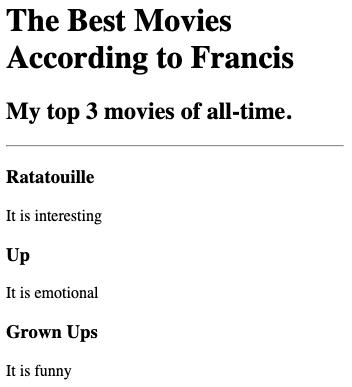 The Best Movies
According to Francis
My top 3 movies of all-time.
Ratatouille
It is interesting
Up
It is emotional
Grown Ups
It is funny